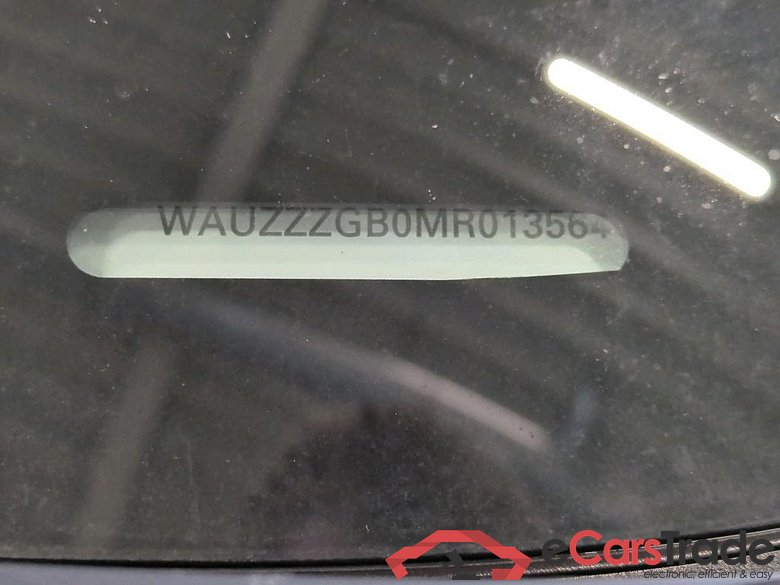 WAUZZZGB0MR013564
eCarsTrade
electronic, efficient & easy